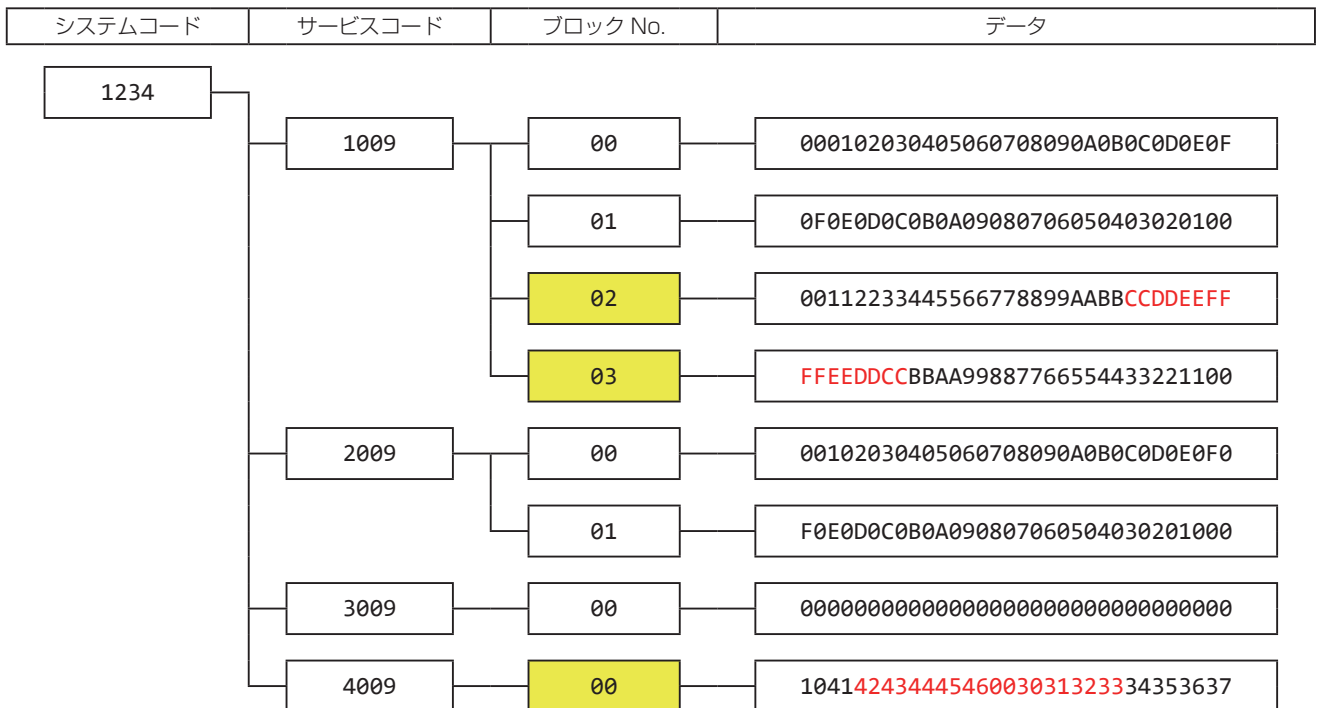 システムコード サービスコード ブロック No. データ
1234
1009 00 000102030405060708090A0B0C0D0E0F
01 0F0E0D0C0B0A09080706050403020100
02 00112233445566778899AABBCCDDEEFF
03 FFEEDDCCBBAA99887766554433221100
2009 00 00102030405060708090A0B0C0D0E0F0
01 F0E0D0C0B0A090807060504030201000
3009 00 00000000000000000000000000000000
4009 00 10414243444546003031323334353637